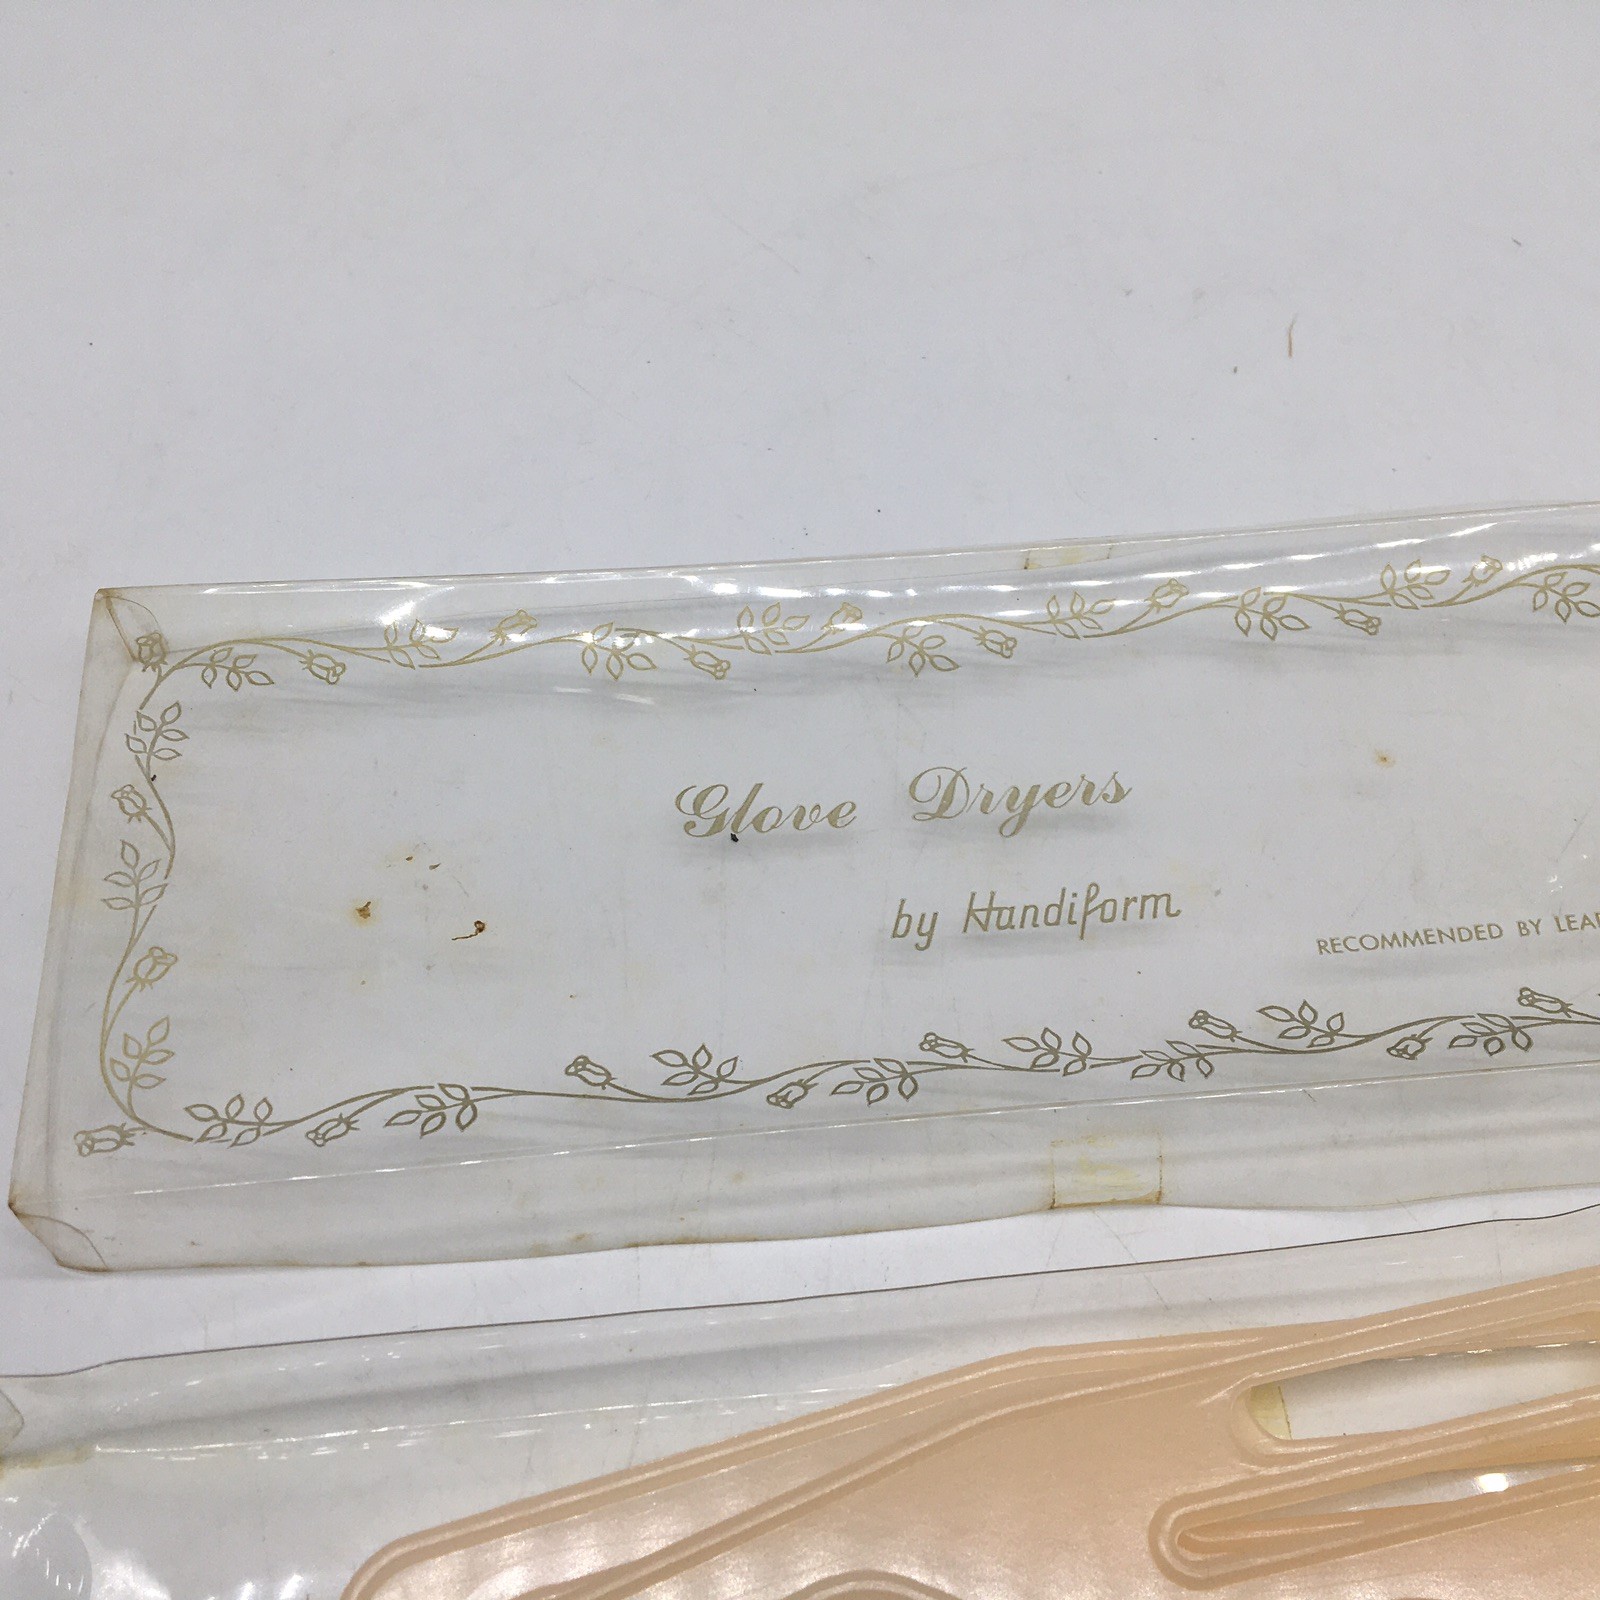 Glove Dryers
by Handiform
RECOMMENDED BY